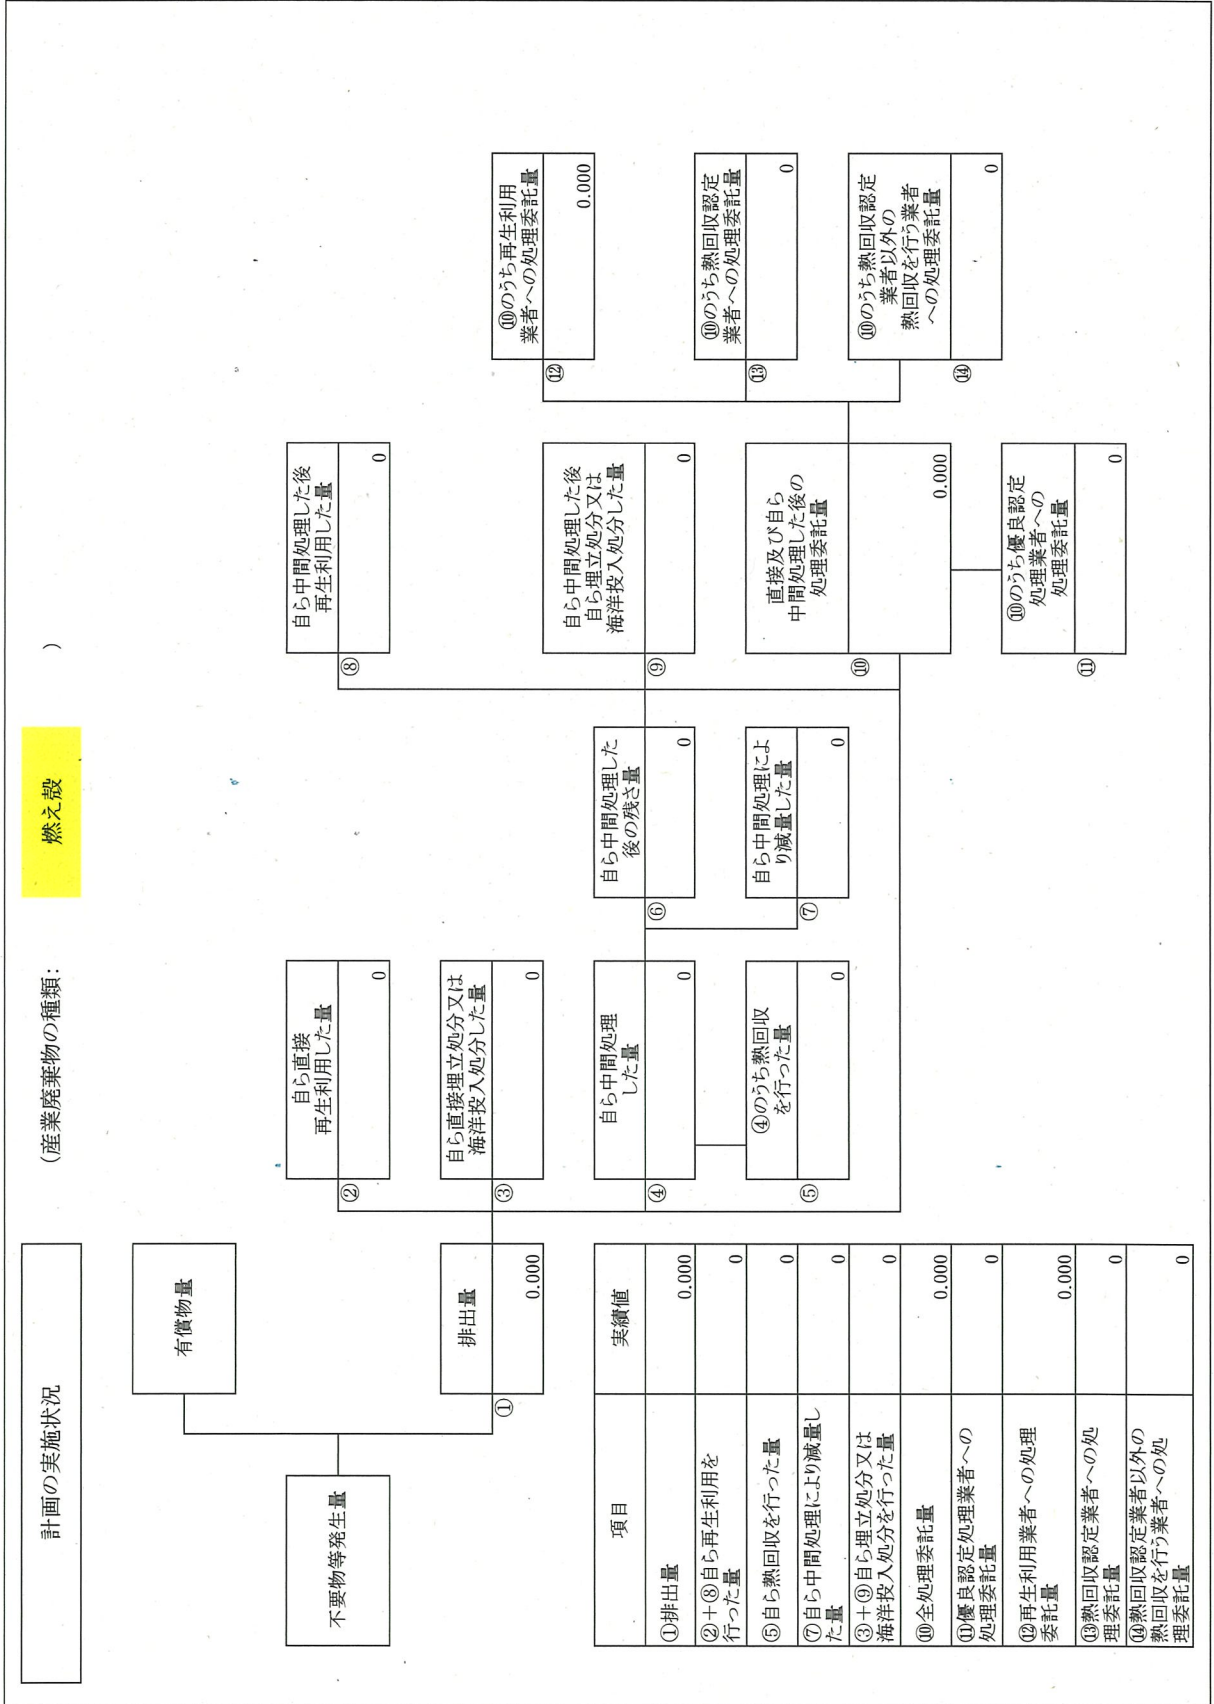 計画の実施状況
(産業廃棄物の種類:
燃え殻
)
不要物等発生量
有償物量
排出量
①
0.000
自ら直接
再生利用した量
②
0
自ら直接埋立処分又は
海洋投入処分した量
③
0
自ら中間処理
した量
④
0
④のうち熱回収
を行った量
⑤
0
自ら中間処理した
後の残さ量
⑥
0
自ら中間処理によ
り減量した量
⑦
0
自ら中間処理した後
再生利用した量
⑧
0
自ら中間処理した後
自ら埋立処分又は
海洋投入処分した量
⑨
0
直接及び自ら
中間処理した後の
処理委託量
⑩
0.000
⑩のうち優良認定
処理業者への
処理委託量
⑪
0
⑩のうち再生利用
業者への処理委託量
⑫
0.000
⑩のうち熱回収認定
業者への処理委託量
⑬
0
⑩のうち熱回収認定
業者以外の
熱回収を行う業者
への処理委託量
⑭
0
項目 実績値
①排出量 0.000
②+⑧自ら再生利用を
行った量 0
⑤自ら熱回収を行った量 0
⑦自ら中間処理により減量し
た量 0
③+⑨自ら埋立処分又は
海洋投入処分を行った量 0
⑩全処理委託量 0.000
⑪優良認定処理業者への
処理委託量 0
⑫再生利用業者への処理
委託量 0.000
⑬熱回収認定業者への処
理委託量 0
⑭熱回収認定業者以外の
熱回収を行う業者への処
理委託量 0